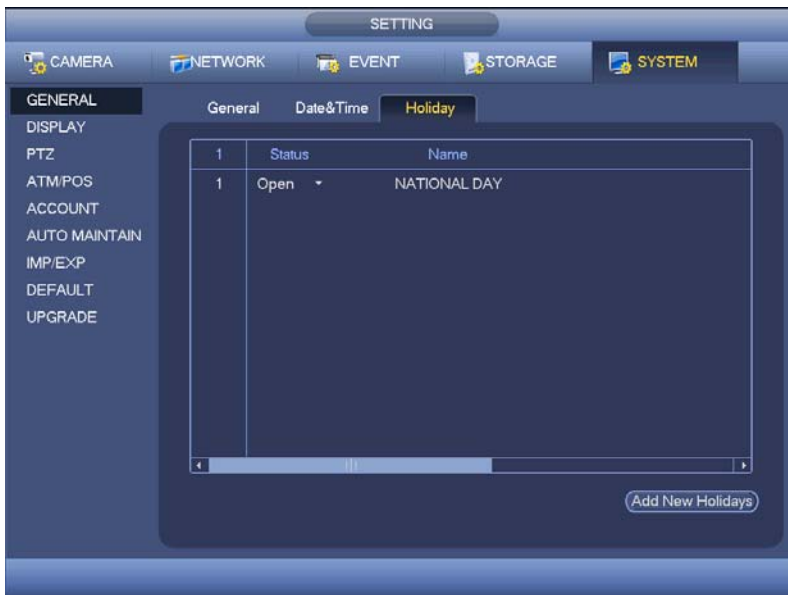 SETTING
CAMERA NETWORK EVENT STORAGE SYSTEM
GENERAL
DISPLAY
PTZ
ATM/POS
ACCOUNT
AUTO MAINTAIN
IMP/EXP
DEFAULT
UPGRADE
General Date&Time Holiday
1 Status Name
1 Open NATIONAL DAY
Add New Holidays